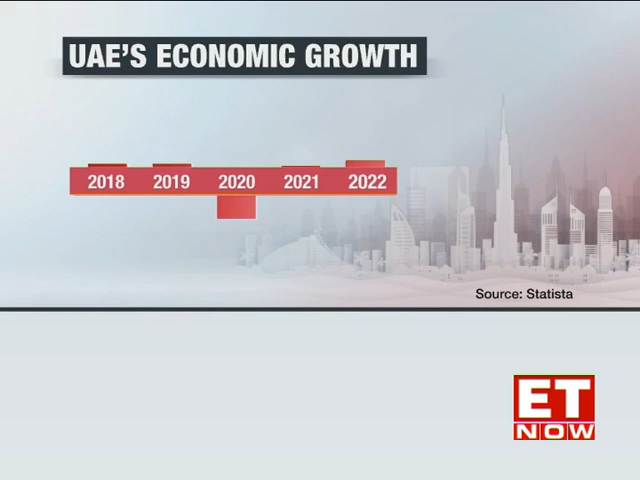 UAE'S ECONOMIC GROWTH
2018 2019 2020 2021 2022
Source: Statista
ET
NOW